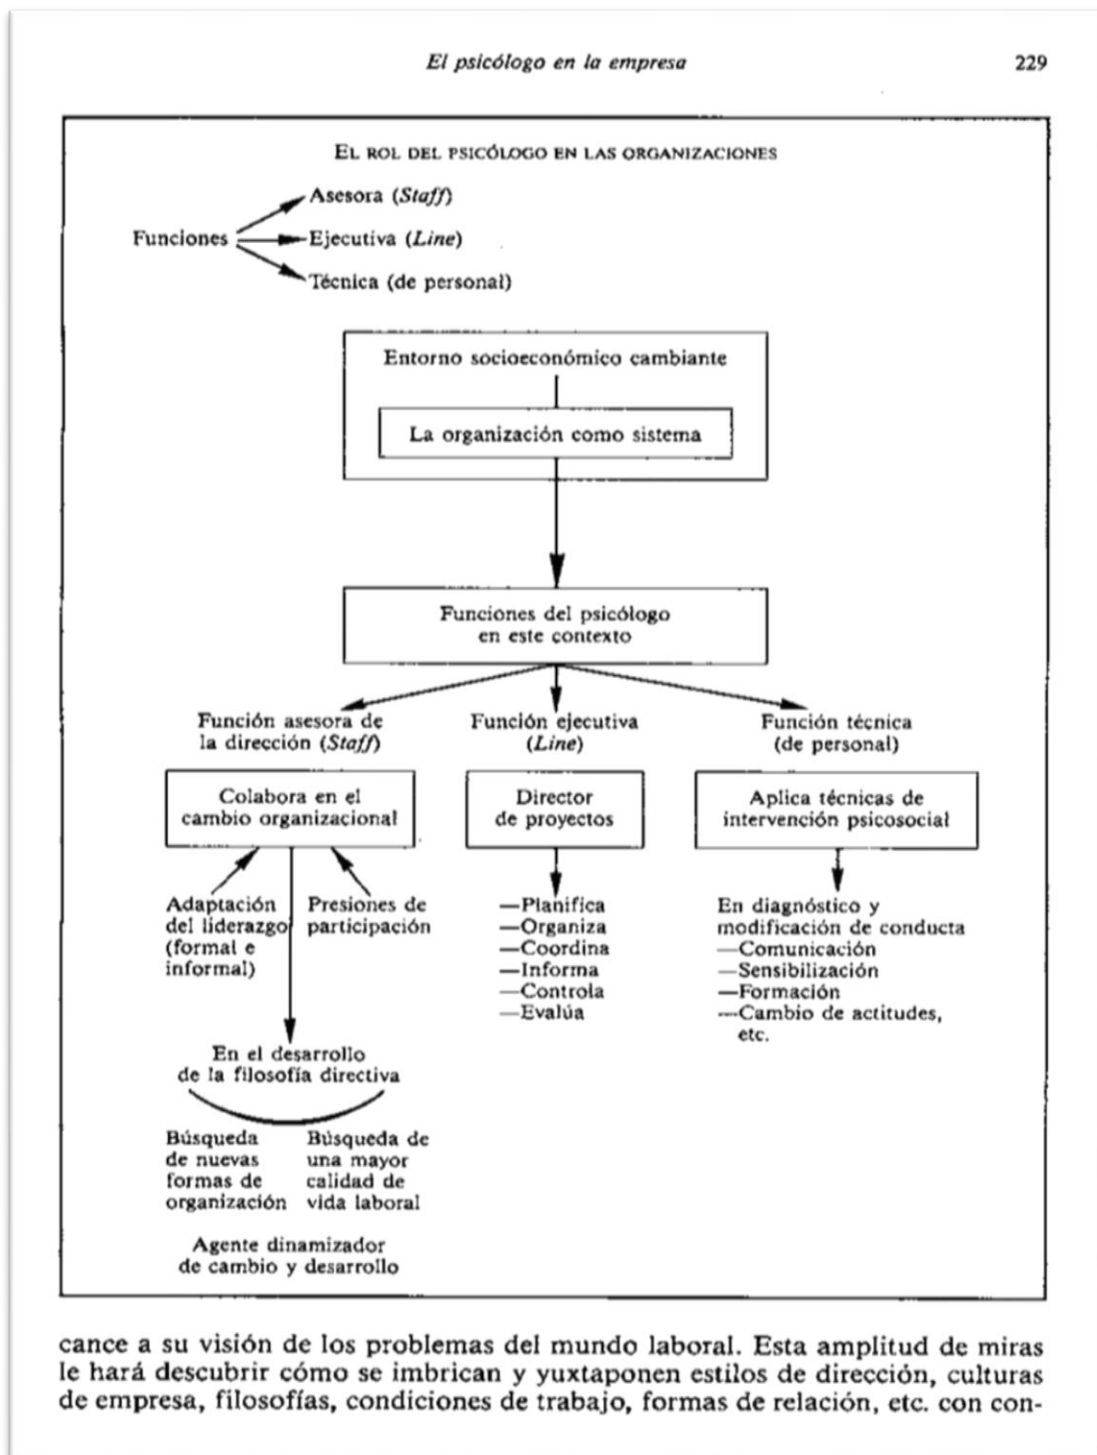 El psicólogo en la empresa
229
EL ROL DEL PSICÓLOGO EN LAS ORGANIZACIONES
Funciones
Asesora (Staff)
Ejecutiva (Line)
Técnica (de personal)
Entorno socioeconómico cambiante
La organización como sistema
Funciones del psicólogo
en este contexto
Función asesora de
la dirección (Staff)
Colabora en el
cambio organizacional
Adaptación
del liderazgo
(formal e
informal)
Presiones de
participación
En el desarrollo
de la filosofía directiva
Búsqueda
de nuevas
formas de
organización
Búsqueda de
una mayor
calidad de
vida laboral
Agente dinamizador
de cambio y desarrollo
Función ejecutiva
(Line)
Director
de proyectos
—Planifica
—Organiza
—Coordina
—Informa
—Controla
—Evalúa
Función técnica
(de personal)
Aplica técnicas de
intervención psicosocial
En diagnóstico y
modificación de conducta
—Comunicación
—Sensibilización
—Formación
—Cambio de actitudes,
etc.
cance a su visión de los problemas del mundo laboral. Esta amplitud de miras
le hará descubrir cómo se imbrican y yuxtaponen estilos de dirección, culturas
de empresa, filosofías, condiciones de trabajo, formas de relación, etc. con con-